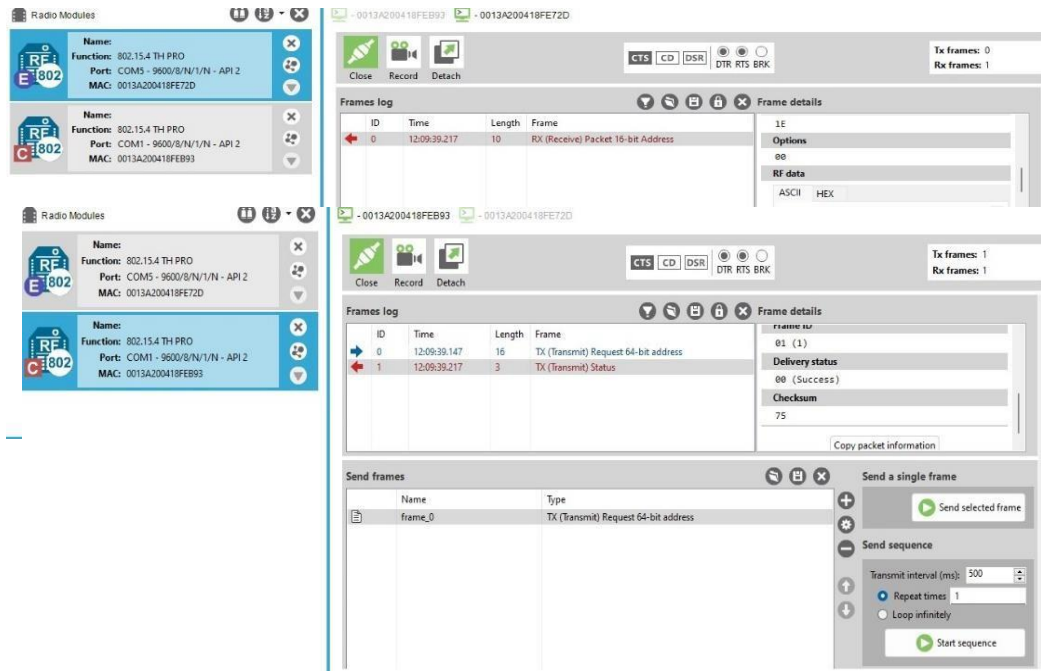 Radio Modules
- 0013A200418FEB93 - 0013A200418FE72D
Name:
Function: 802.15.4 TH PRO
Port: COM5 - 9600/8/N/1/N - API 2
MAC: 0013A200418FE72D
RF
E 802
Name:
Function: 802.15.4 TH PRO
Port: COM1 - 9600/8/N/1/N - API 2
MAC: 0013A200418FEB93
RF
C 802
Close Record Detach
CTS CD DSR DTR RTS BRK
Tx frames: 0
Rx frames: 1
Frames log
ID Time Length Frame
0 12:09:39.217 10 RX (Receive) Packet 16-bit Address
Frame details
1E
Options
00
RF data
ASCII HEX
Radio Modules
- 0013A200418FEB93 - 0013A200418FE72D
Name:
Function: 802.15.4 TH PRO
Port: COM5 - 9600/8/N/1/N - API 2
MAC: 0013A200418FE72D
RF
E 802
Name:
Function: 802.15.4 TH PRO
Port: COM1 - 9600/8/N/1/N - API 2
MAC: 0013A200418FEB93
RF
C 802
Close Record Detach
CTS CD DSR DTR RTS BRK
Tx frames: 1
Rx frames: 1
Frames log
ID Time Length Frame
0 12:09:39.147 16 TX (Transmit) Request 64-bit address
1 12:09:39.217 3 TX (Transmit) Status
Frame details
Frame ID
01 (1)
Delivery status
00 (Success)
Checksum
75
Copy packet information
Send frames
Name Type
frame_0 TX (Transmit) Request 64-bit address
Send a single frame
Send selected frame
Send sequence
Transmit interval (ms): 500
Repeat times 1
Loop infinitely
Start sequence